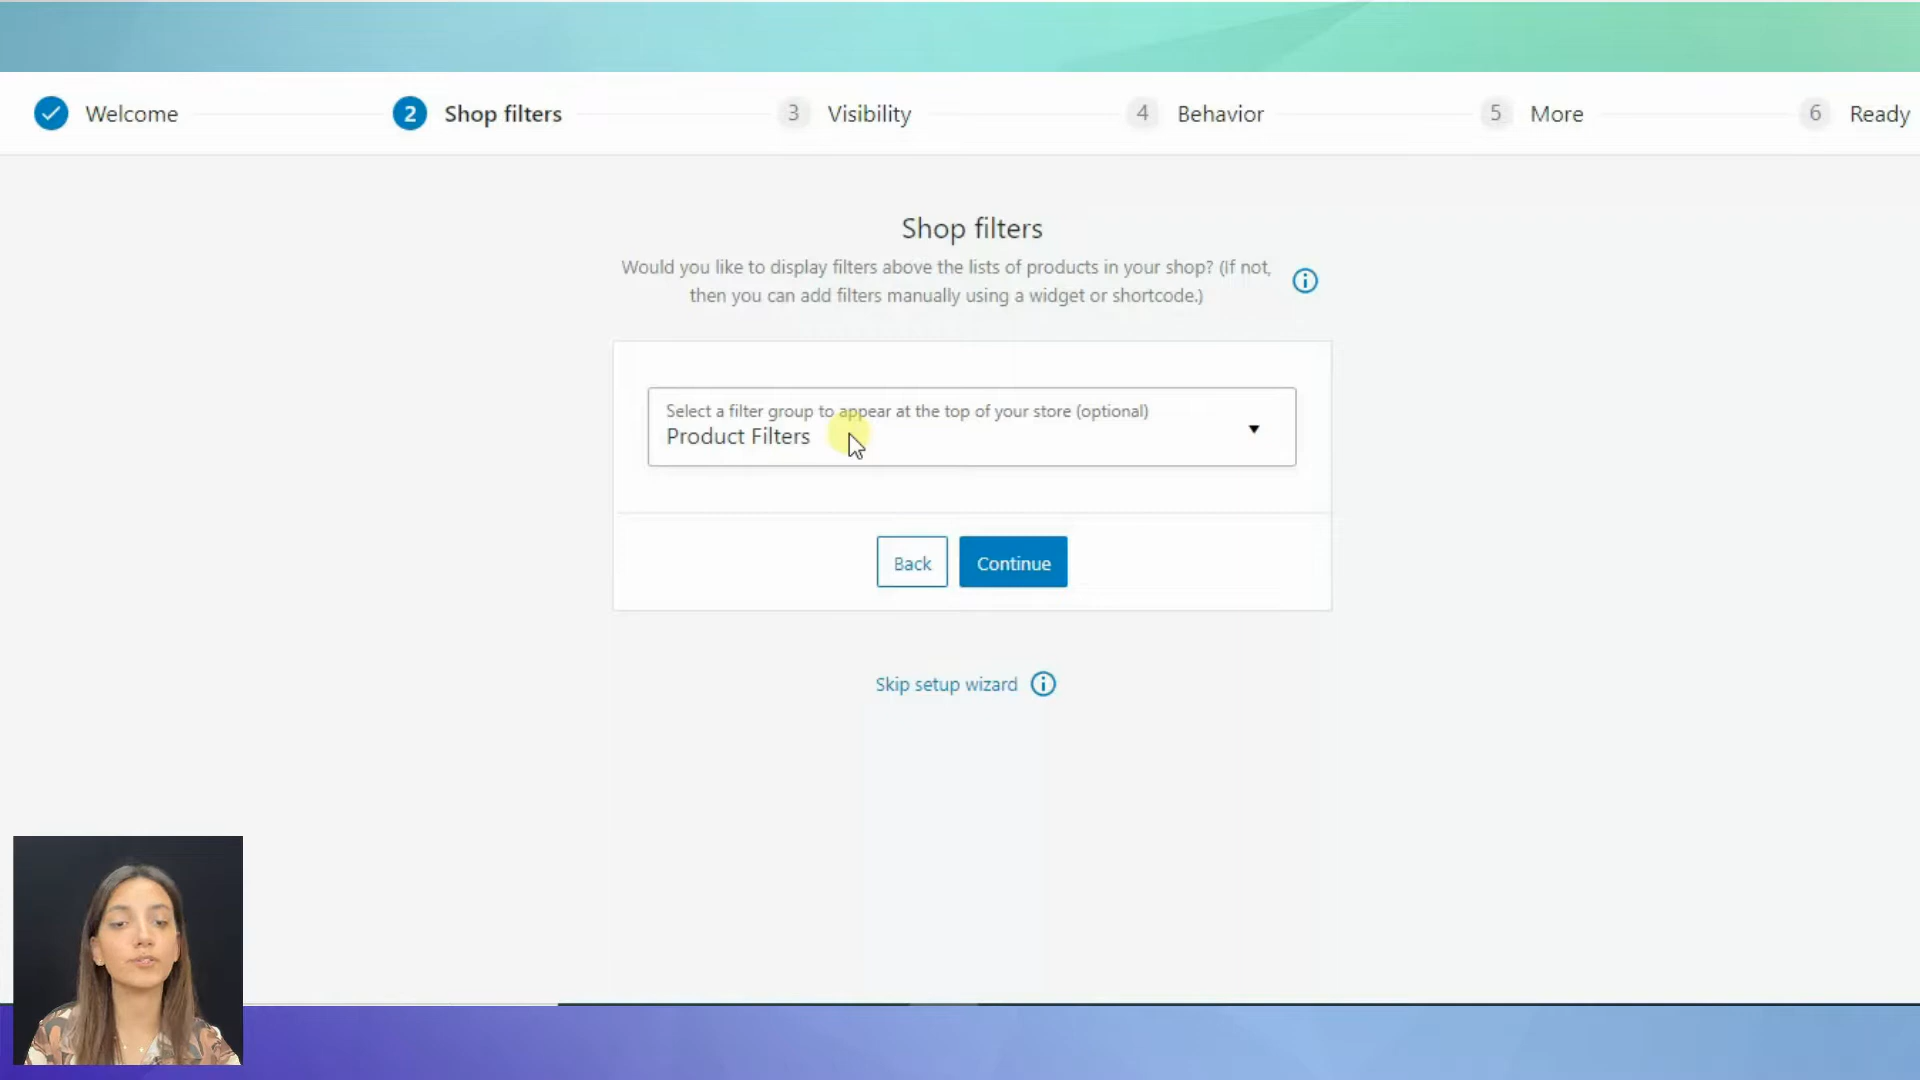 Welcome
2 Shop filters
3 Visibility
4 Behavior
5 More
6 Ready
Shop filters
Would you like to display filters above the lists of products in your shop? (If not,
then you can add filters manually using a widget or shortcode.)
Select a filter group to appear at the top of your store (optional)
Product Filters
Back
Continue
Skip setup wizard